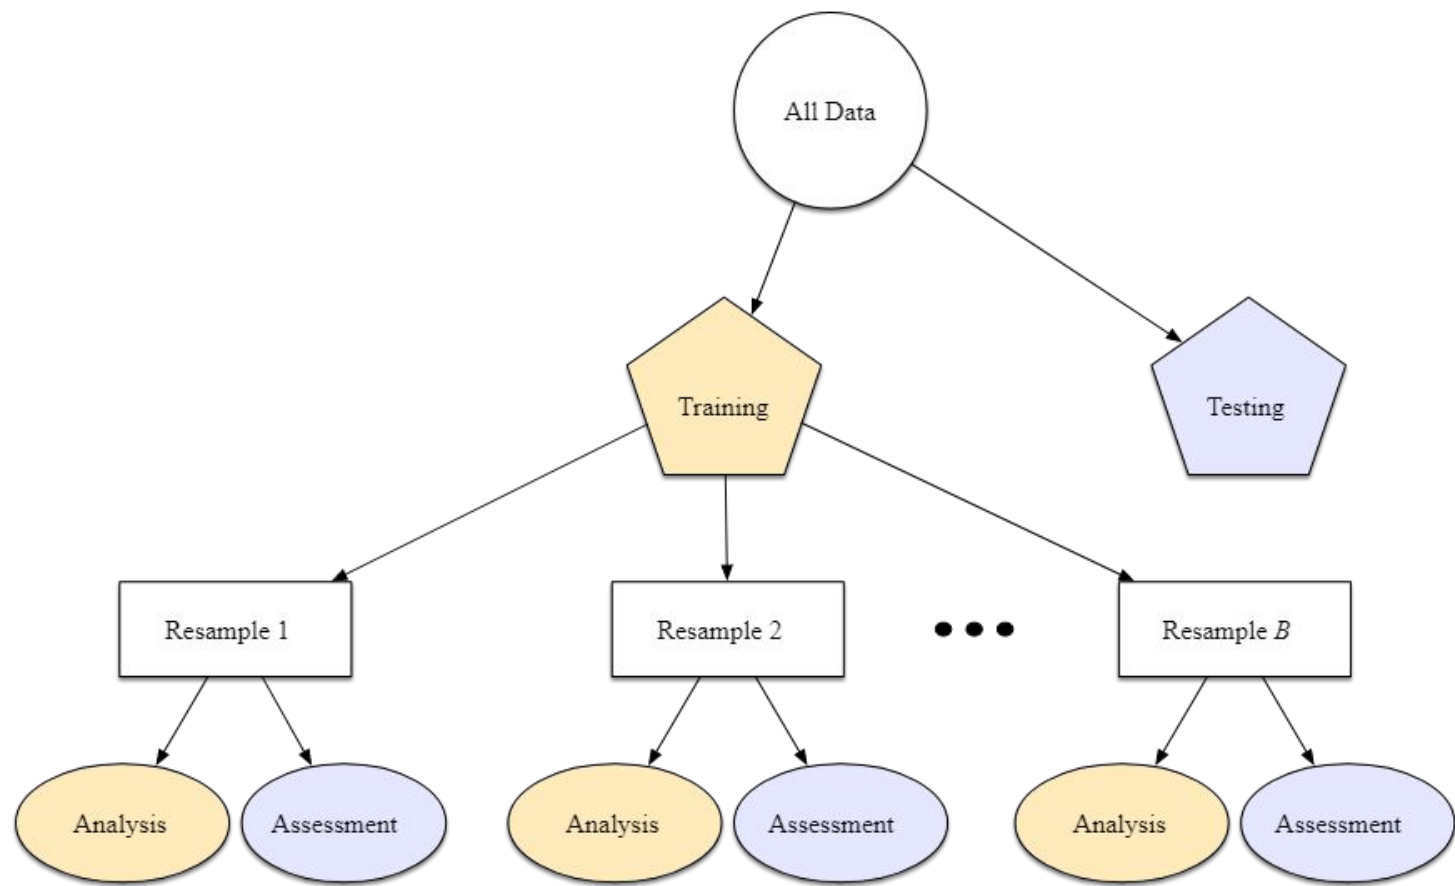 All Data
Training
Testing
Resample 1
Resample 2
Resample B
Analysis
Assessment
Analysis
Assessment
Analysis
Assessment